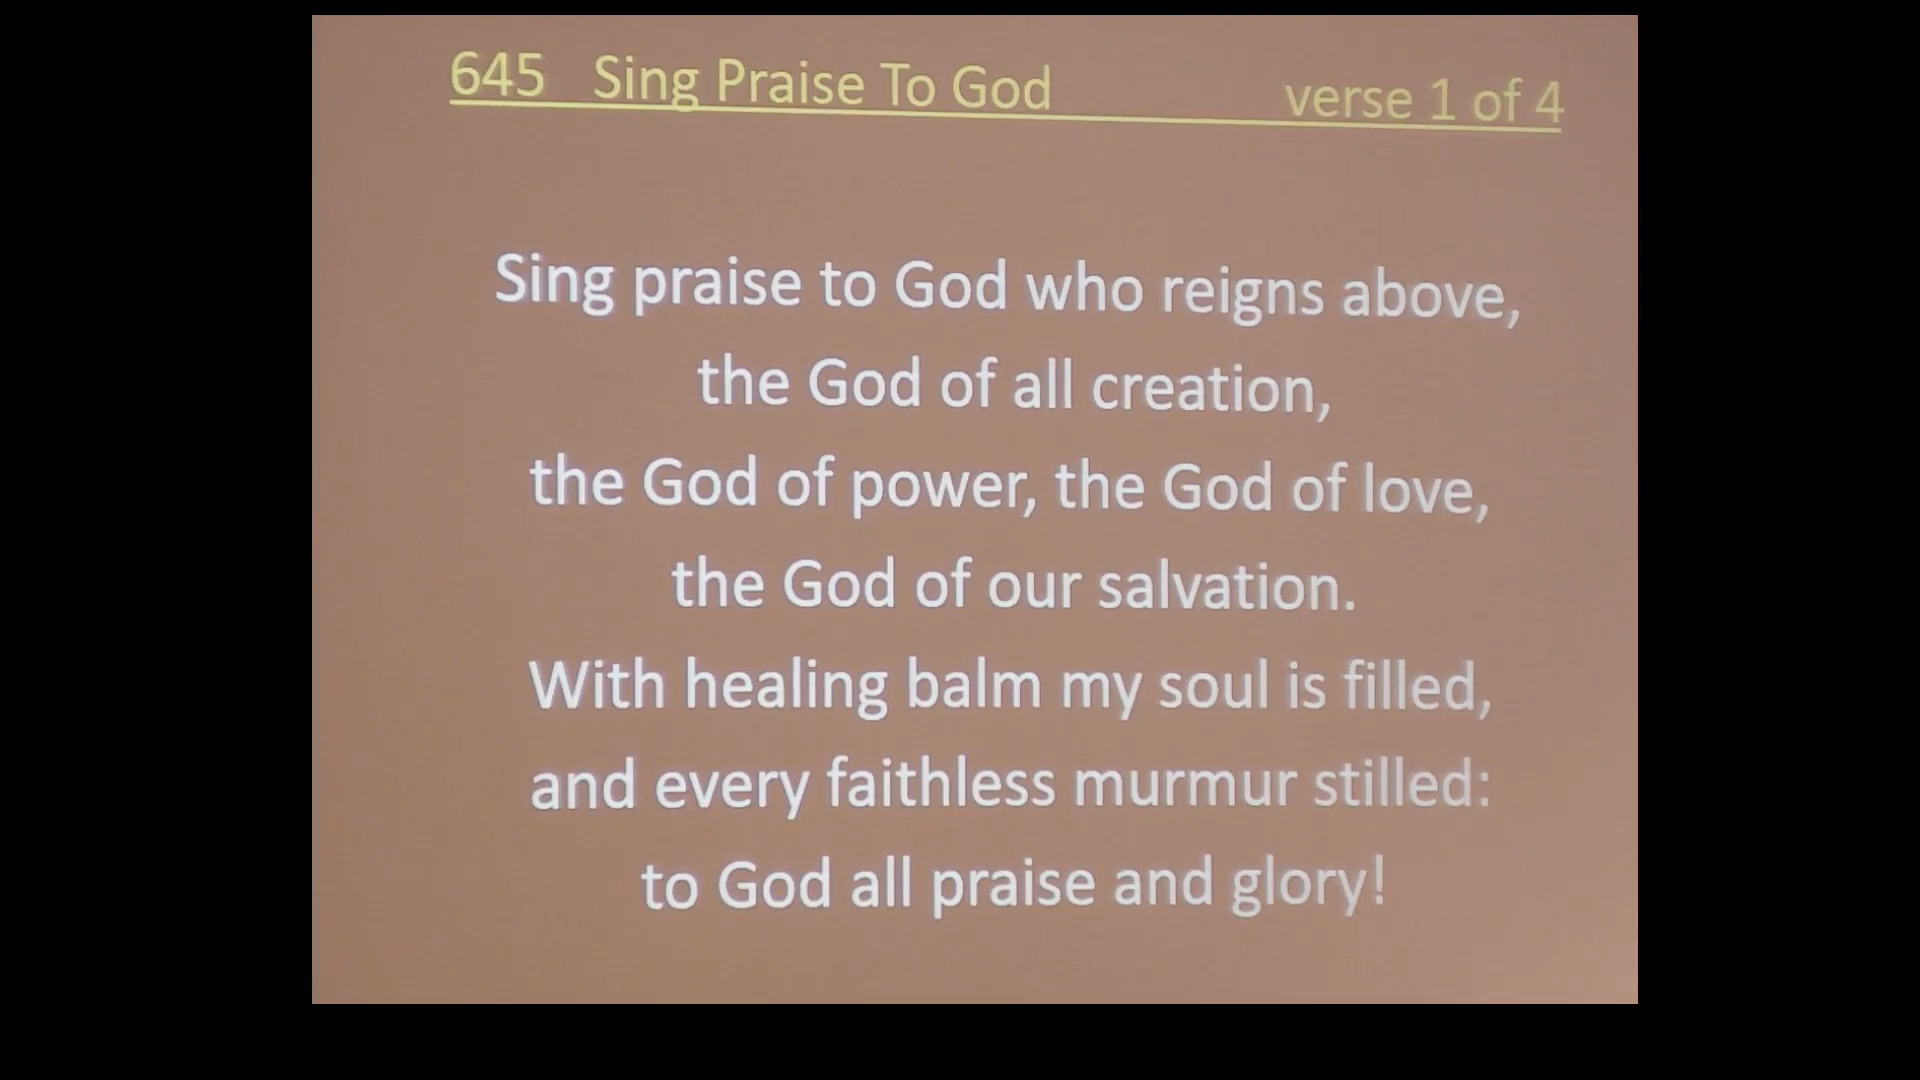 645 Sing Praise To God verse 1 of 4
Sing praise to God who reigns above,
the God of all creation,
the God of power, the God of love,
the God of our salvation.
With healing balm my soul is filled,
and every faithless murmur stilled:
to God all praise and glory!